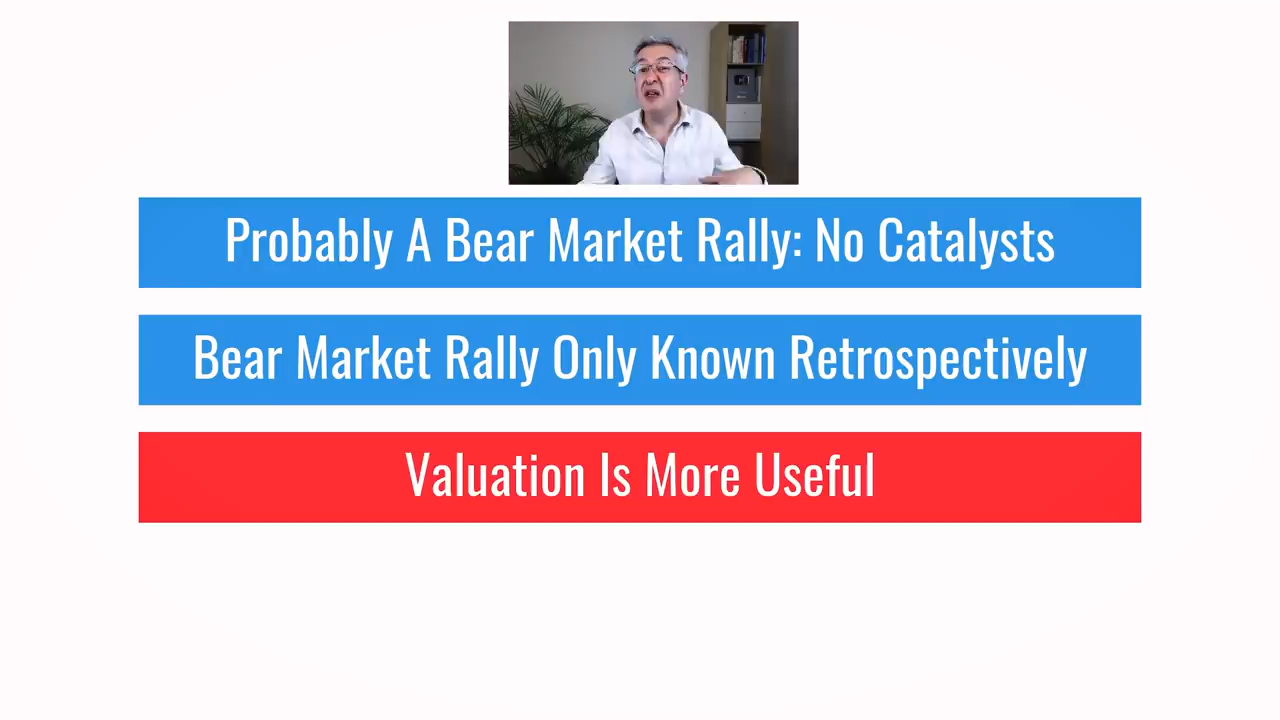 Probably A Bear Market Rally: No Catalysts
Bear Market Rally Only Known Retrospectively
Valuation Is More Useful